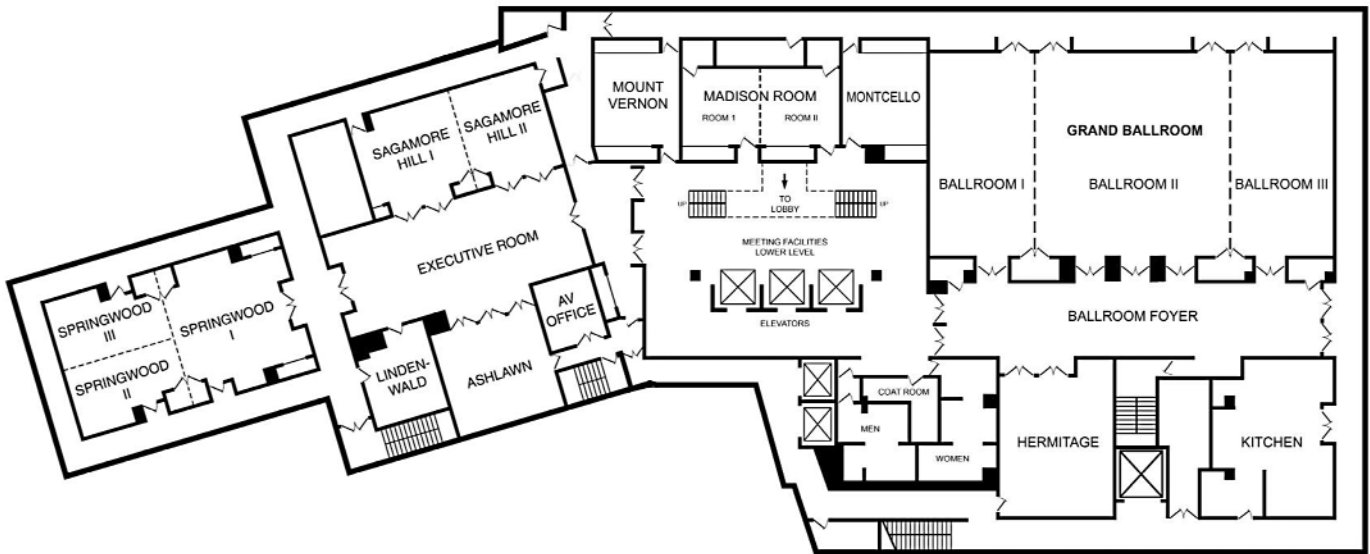 MOUNT
VERNON
MADISON ROOM
ROOM 1
ROOM II
MONTCELLO
GRAND BALLROOM
BALLROOM I
BALLROOM II
BALLROOM III
SAGAMORE
HILL I
SAGAMORE
HILL II
EXECUTIVE ROOM
SPRINGWOOD
III
SPRINGWOOD
I
SPRINGWOOD
II
UP
TO
LOBBY
UP
MEETING FACILITIES
LOWER LEVEL
ELEVATORS
AV
OFFICE
LINDEN-
WALD
ASHLAWN
BALLROOM FOYER
COAT ROOM
MEN
WOMEN
HERMITAGE
KITCHEN